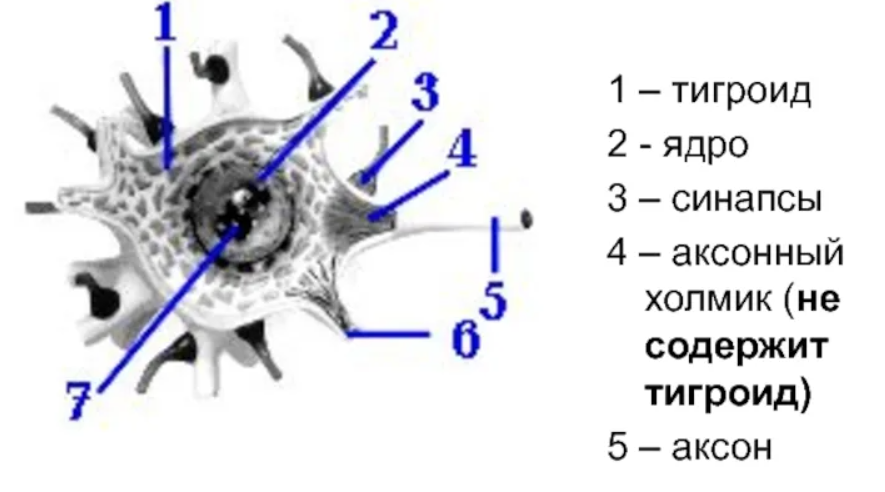 1
2
3
4
5
6
7
1 – тигроид
2 - ядро
3 – синапсы
4 – аксонный
холмик (не
содержит
тигроид)
5 – аксон